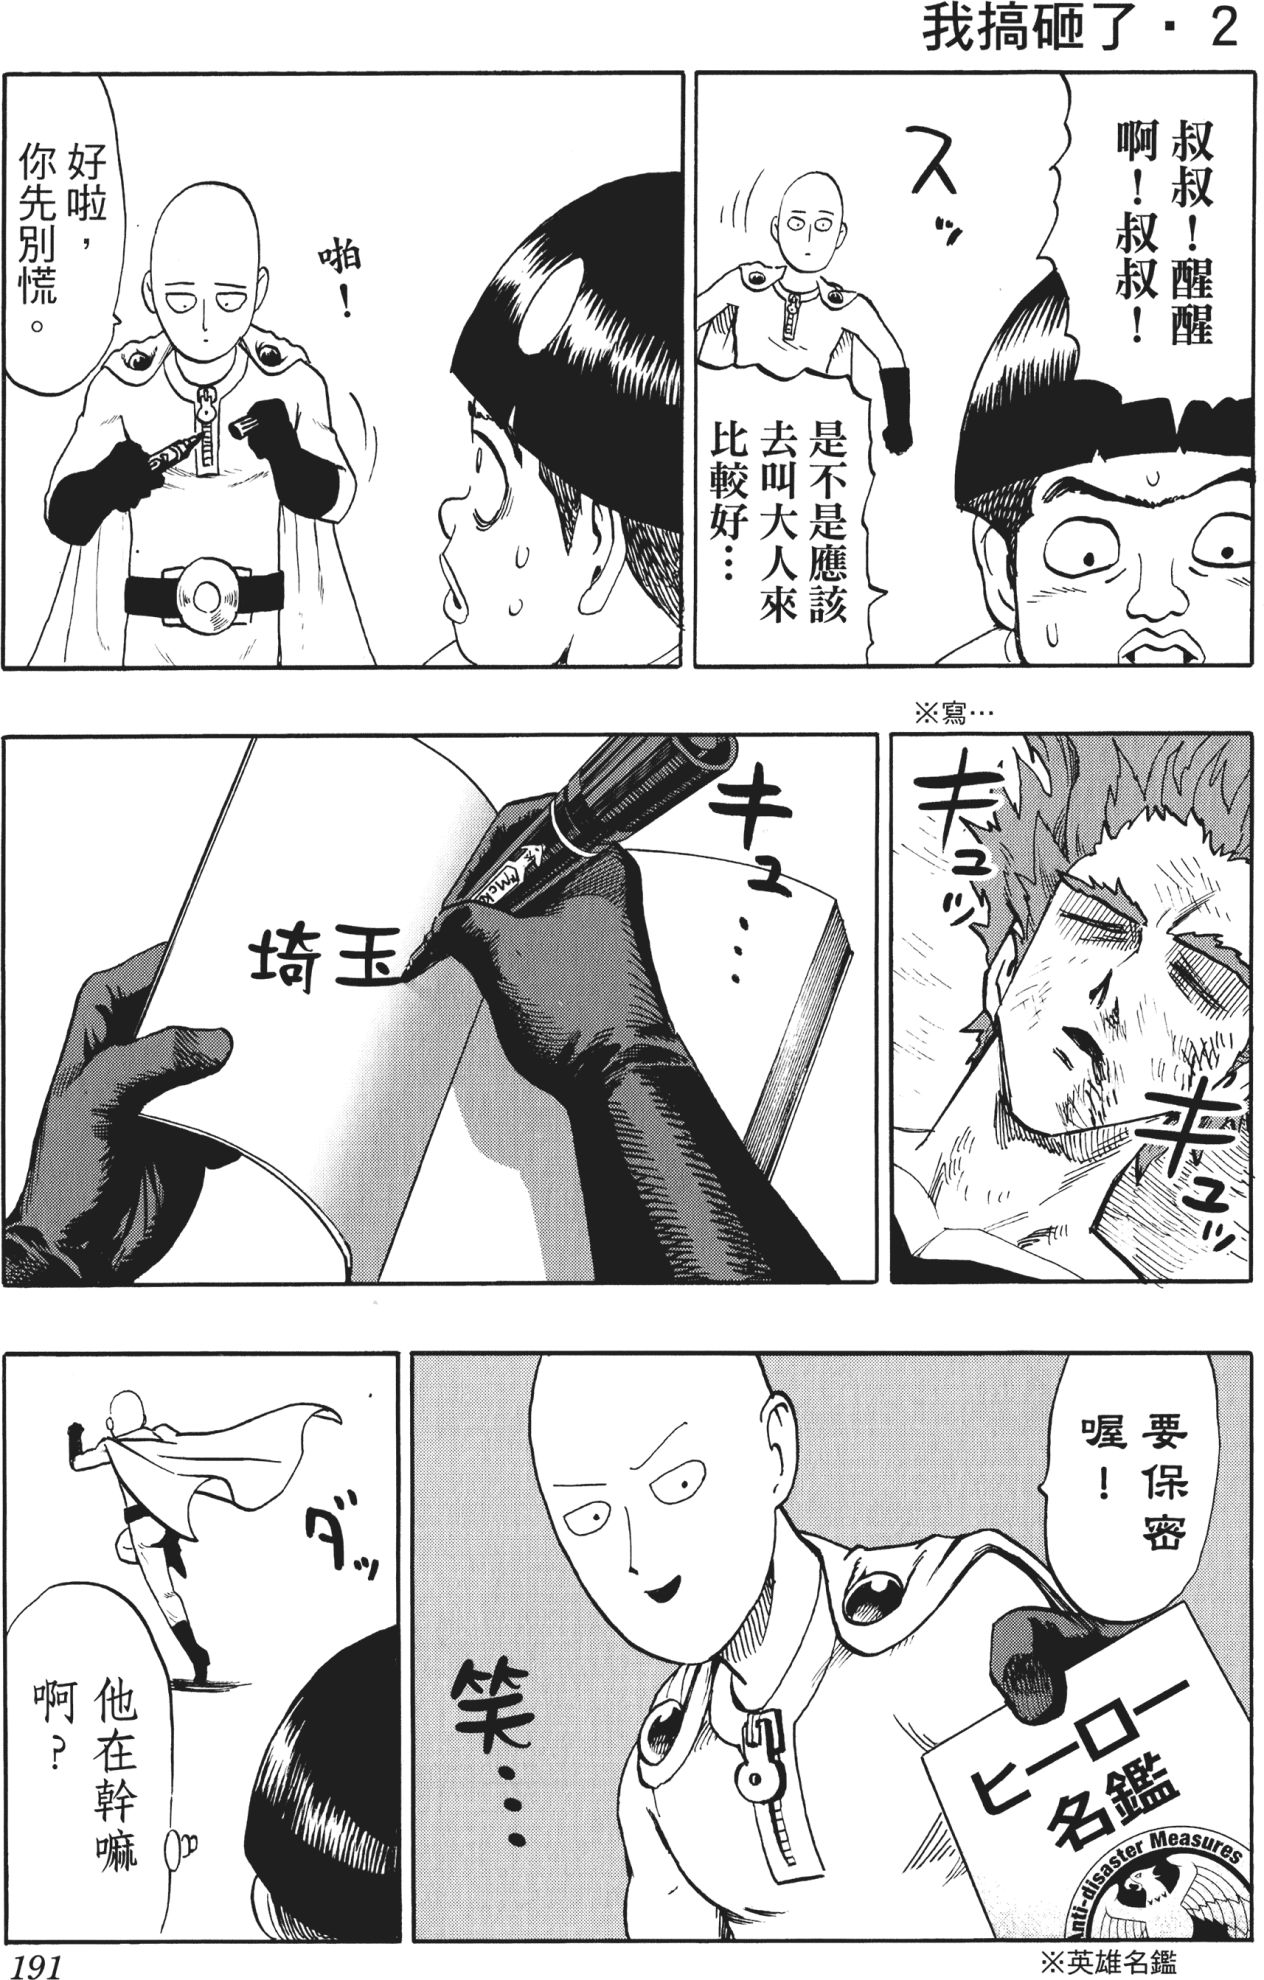 我搞砸了·2
叔叔！醒醒
啊！叔叔！
スッ
是不是應該
去叫大人來
比較好…
啪！
好啦，
你先別慌。
※寫…
キュッ
キュッ
キュ…
McK
埼玉
要保密
喔！
笑…
ヒーロー
名鑑
Anti-disaster Measures
※英雄名鑑
ダッ
他在幹嘛
啊？
191